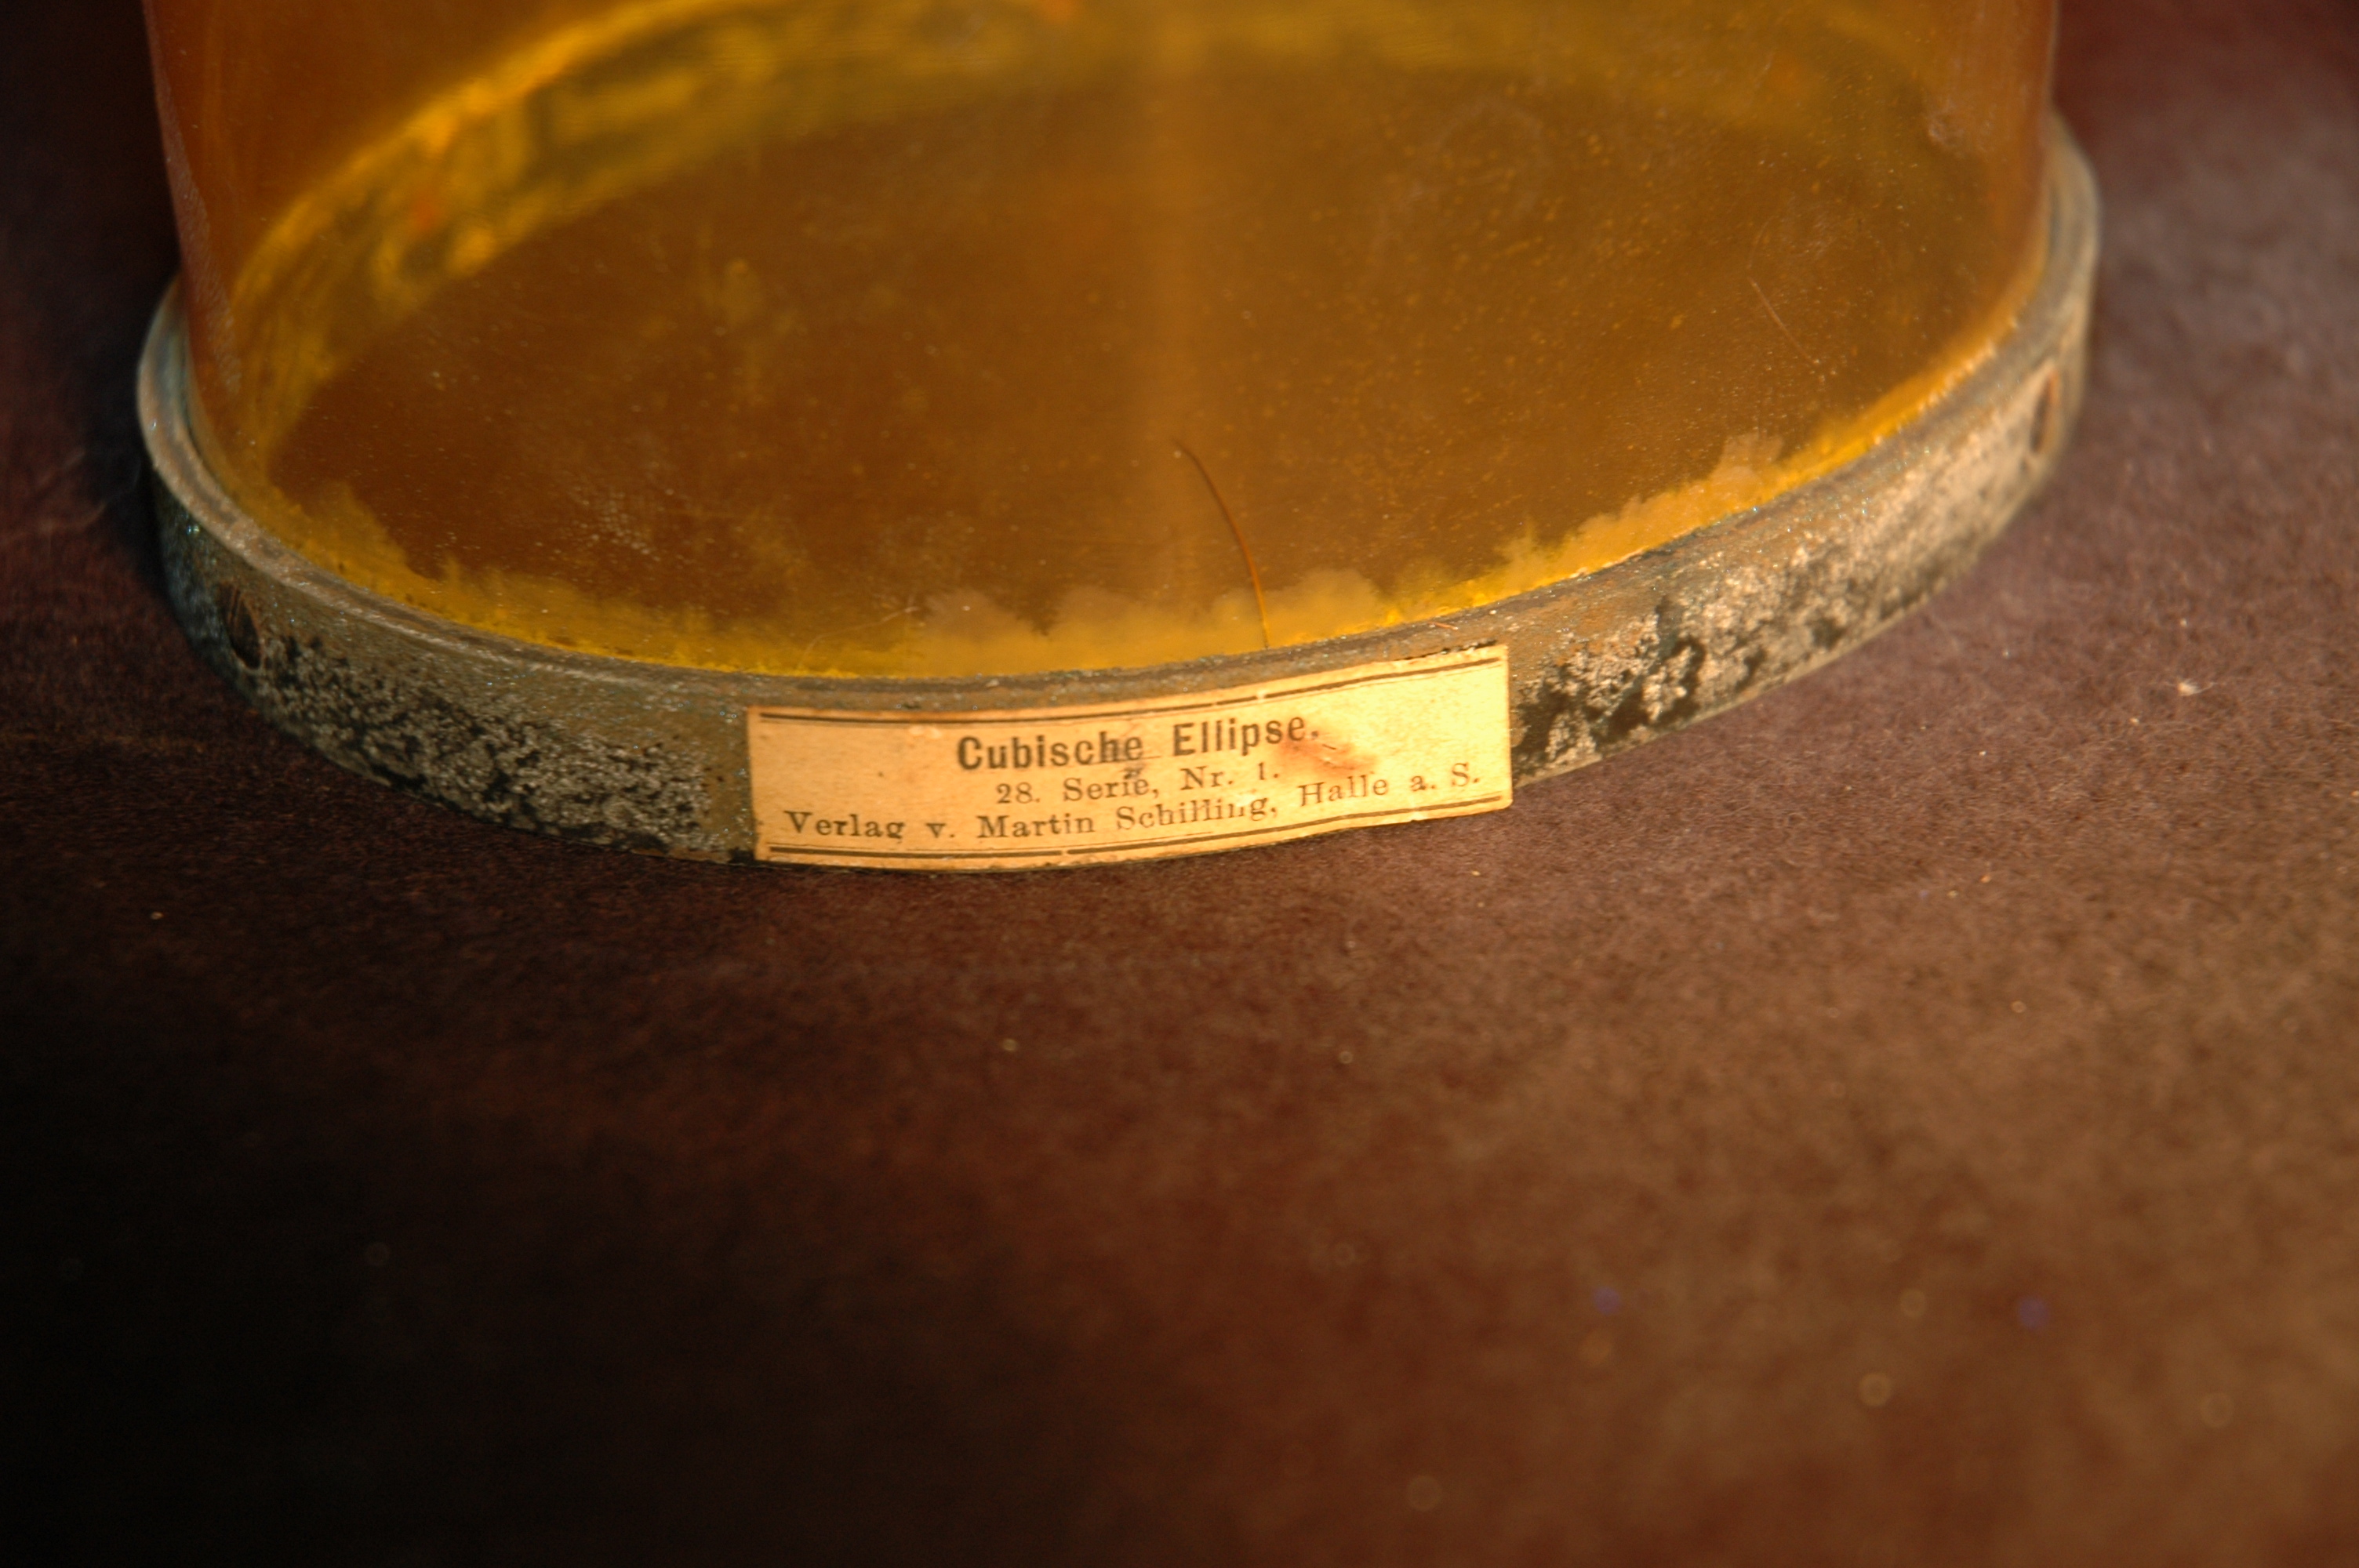 Cubische Ellipse.
28. Serie, Nr. 1.
Verlag v. Martin Schilling, Halle a. S.